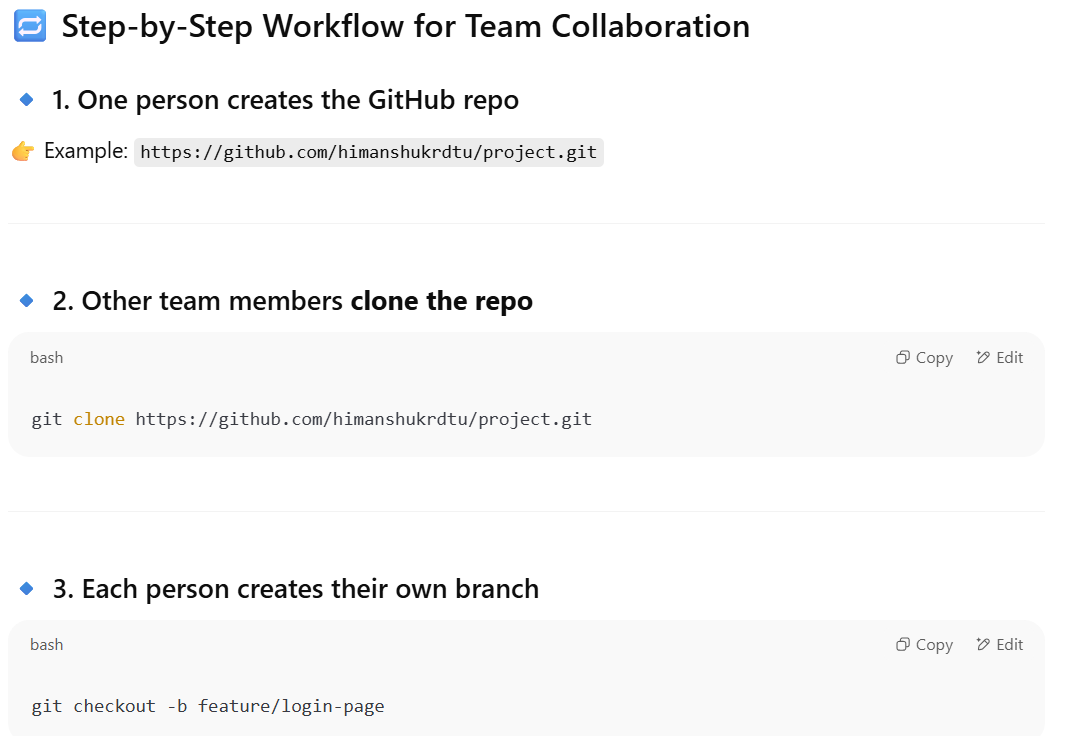 🔁 Step-by-Step Workflow for Team Collaboration
🔹 1. One person creates the GitHub repo
👉 Example: https://github.com/himanshukrdtu/project.git
🔹 2. Other team members clone the repo
bash Copy Edit
git clone https://github.com/himanshukrdtu/project.git
🔹 3. Each person creates their own branch
bash Copy Edit
git checkout -b feature/login-page